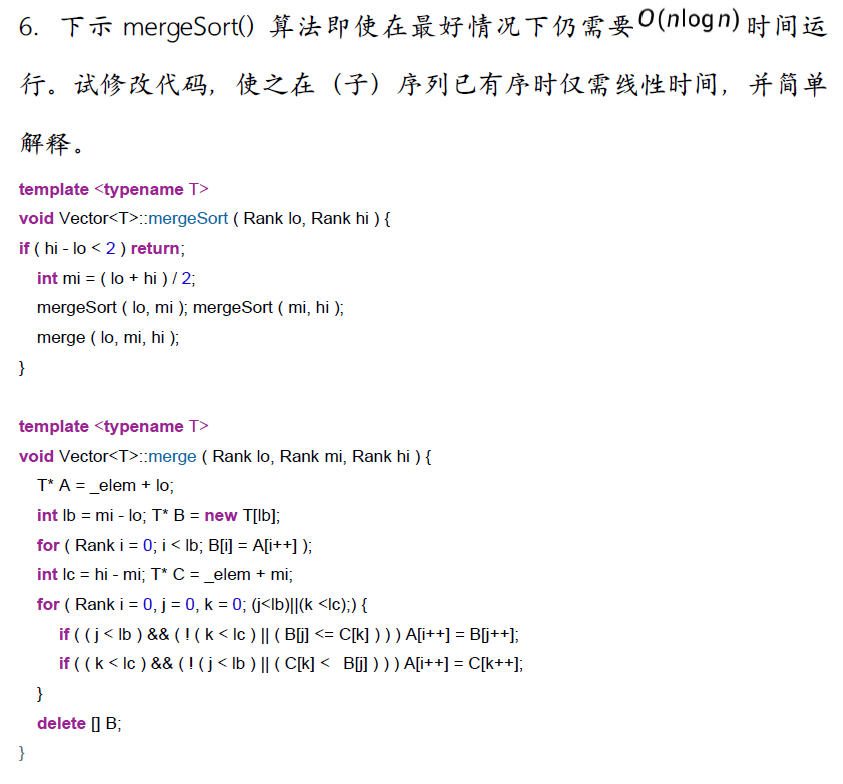 6. 下示 mergeSort() 算法即使在最好情况下仍需要O(nlogn)时间运
行。试修改代码，使之在（子）序列已有序时仅需线性时间，并简单
解释。
template <typename T>
void Vector<T>::mergeSort ( Rank lo, Rank hi ) {
if ( hi - lo < 2 ) return;
int mi = ( lo + hi ) / 2;
mergeSort ( lo, mi ); mergeSort ( mi, hi );
merge ( lo, mi, hi );
}
template <typename T>
void Vector<T>::merge ( Rank lo, Rank mi, Rank hi ) {
T* A = _elem + lo;
int lb = mi - lo; T* B = new T[lb];
for ( Rank i = 0; i < lb; B[i] = A[i++] );
int lc = hi - mi; T* C = _elem + mi;
for ( Rank i = 0, j = 0, k = 0; (j<lb)||(k <lc);) {
if ( ( j < lb ) && ( ! ( k < lc ) || ( B[j] <= C[k] ) ) ) A[i++] = B[j++];
if ( ( k < lc ) && ( ! ( j < lb ) || ( C[k] < B[j] ) ) ) A[i++] = C[k++];
}
delete [] B;
}